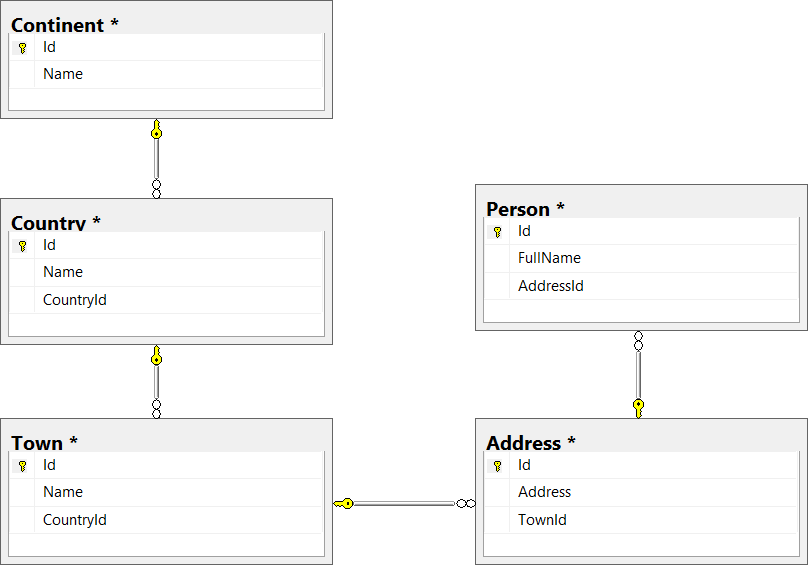 Continent *
Id
Name
Country *
Id
Name
CountryId
Person *
Id
FullName
AddressId
Town *
Id
Name
CountryId
Address *
Id
Address
TownId